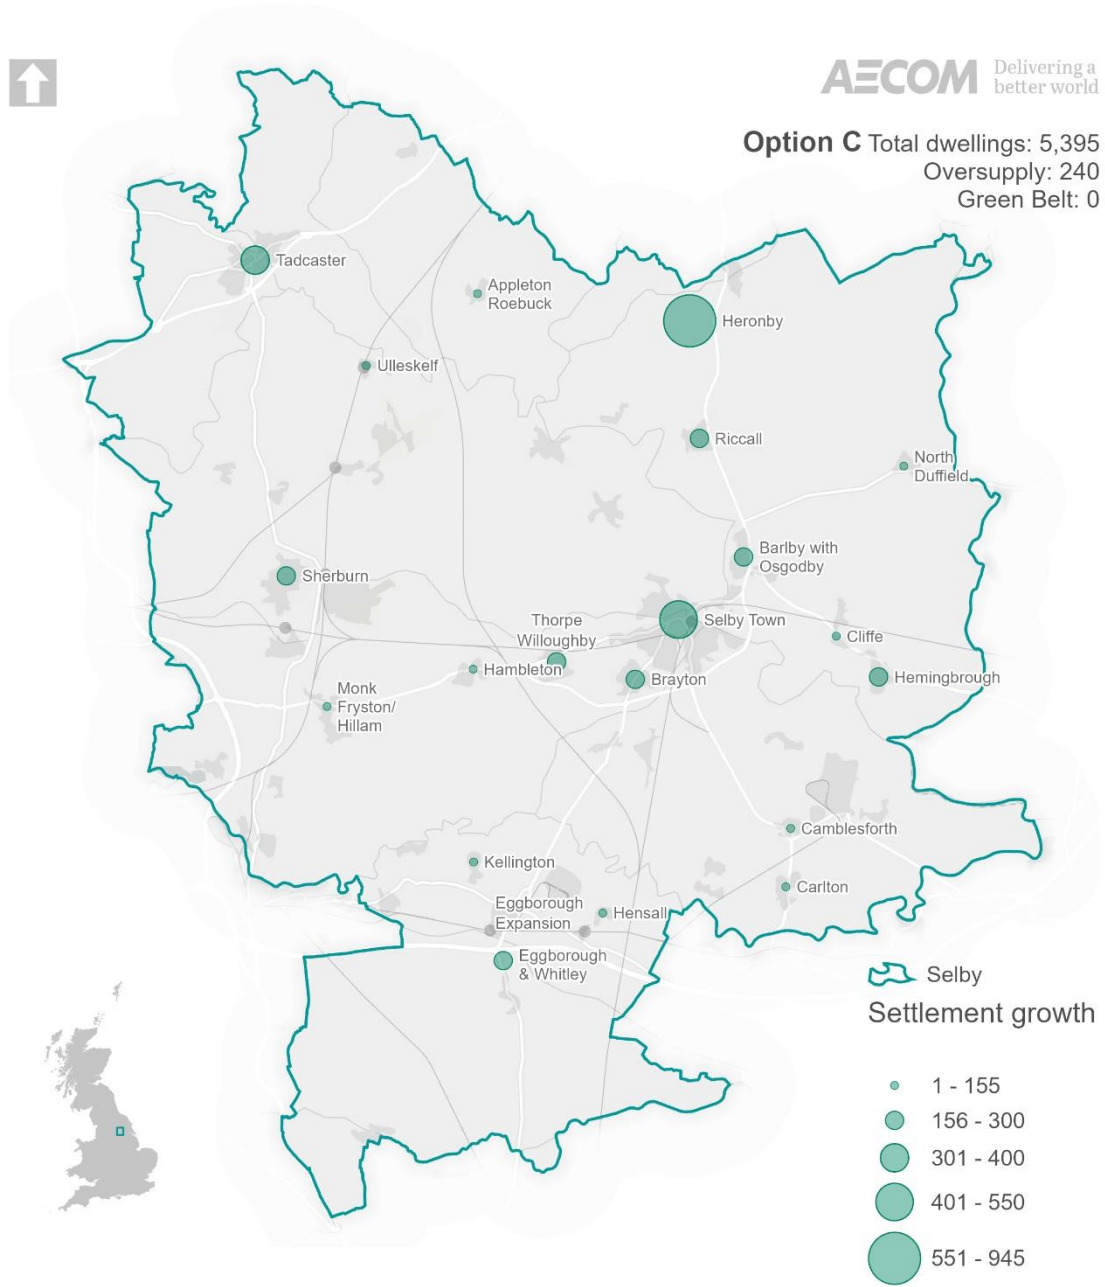 AECOM
Delivering a
better world
Option C Total dwellings: 5,395
Oversupply: 240
Green Belt: 0
Tadcaster
Appleton
Roebuck
Heronby
Ulleskelf
Riccall
North
Duffield
Barlby with
Osgodby
Sherburn
Thorpe
Willoughby
Selby Town
Cliffe
Hambleton
Brayton
Hemingbrough
Monk
Fryston/
Hillam
Camblesforth
Kellington
Carlton
Eggborough
Expansion
Hensall
Eggborough
& Whitley
Selby
Settlement growth
1 - 155
156 - 300
301 - 400
401 - 550
551 - 945